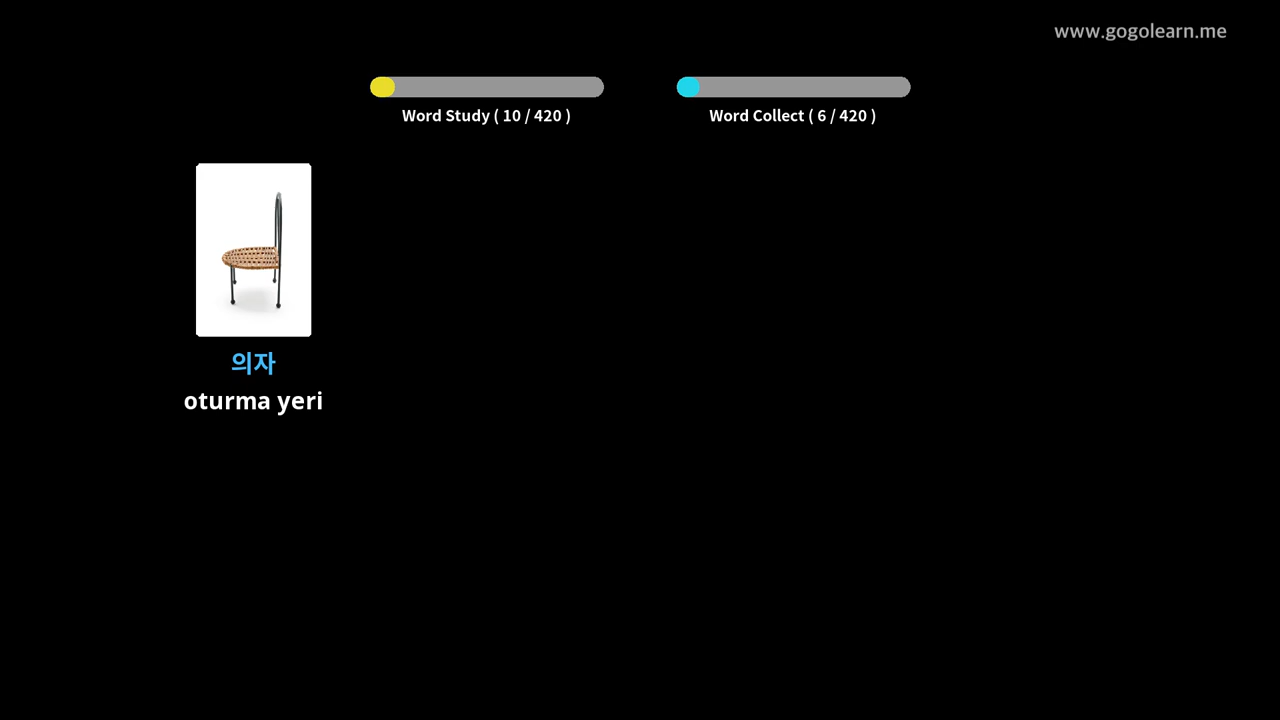 www.gogolearn.me
Word Study ( 10 / 420 )
Word Collect ( 6 / 420 )
의자
oturma yeri